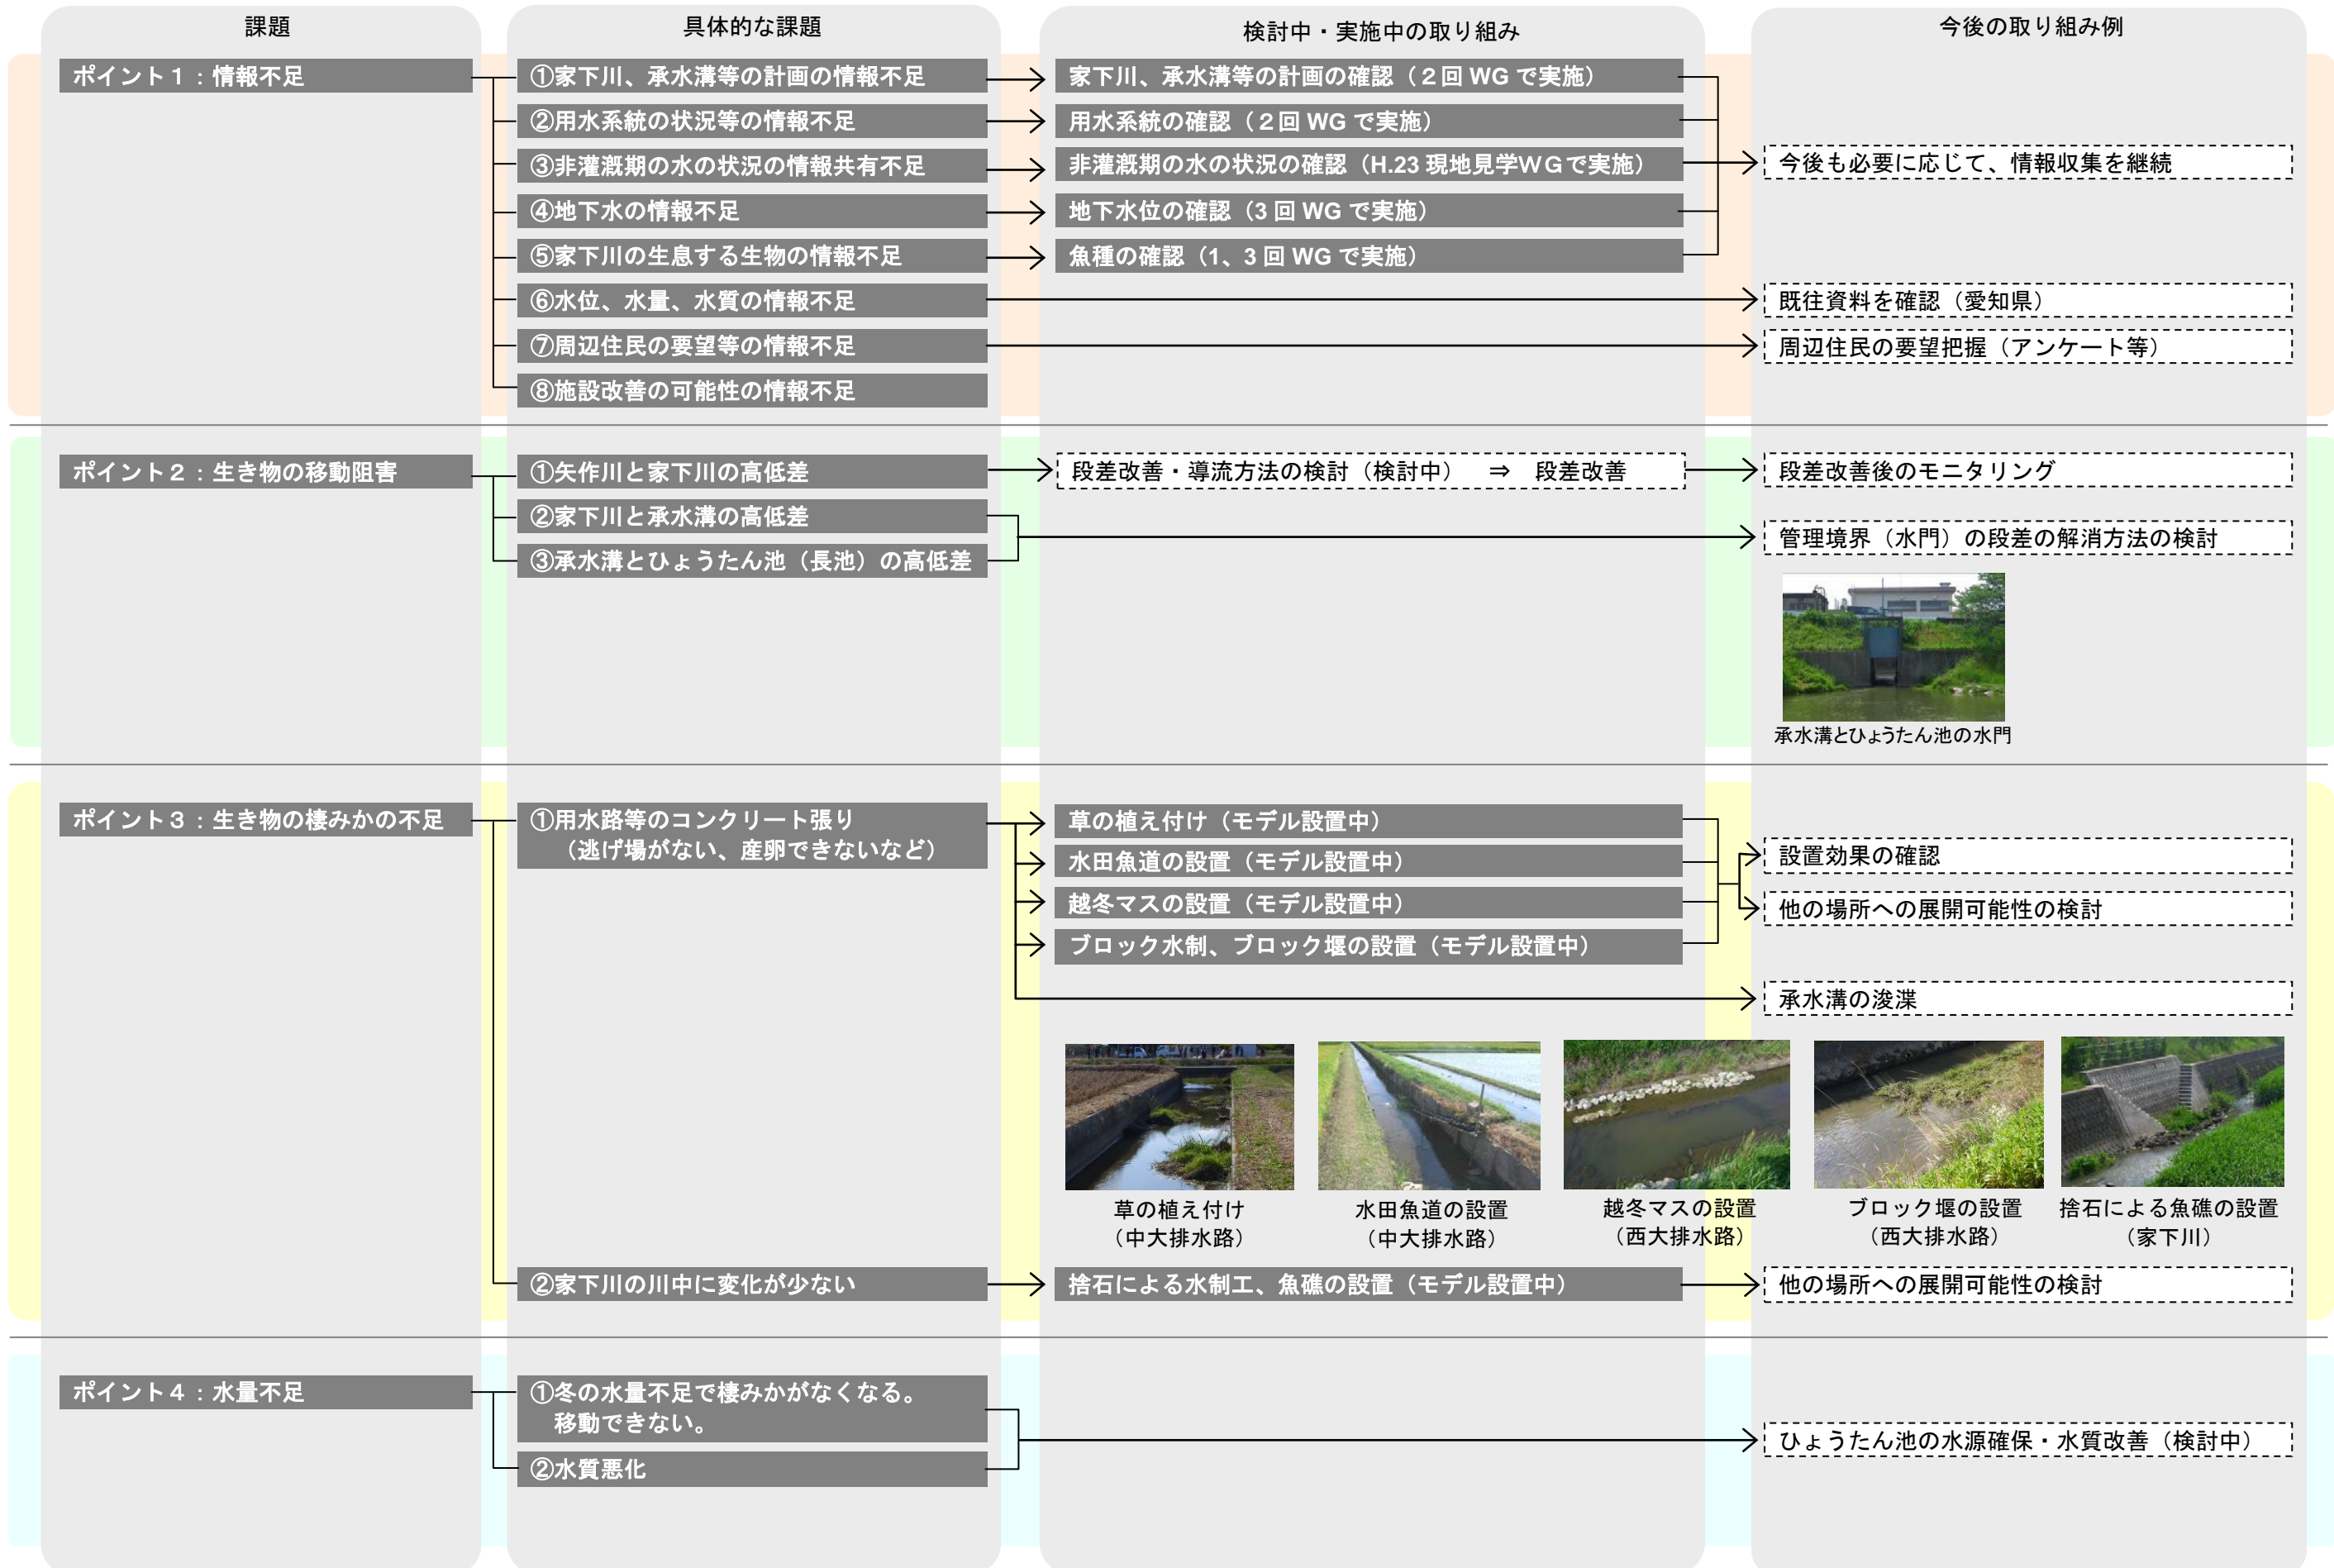 課題
具体的な課題
検討中・実施中の取り組み
今後の取り組み例
ポイント1：情報不足
①家下川、承水溝等の計画の情報不足
家下川、承水溝等の計画の確認（２回 WG で実施）
②用水系統の状況等の情報不足
用水系統の確認（２回 WG で実施）
③非灌漑期の水の状況の情報共有不足
非灌漑期の水の状況の確認（H.23 現地見学ＷＧで実施）
今後も必要に応じて、情報収集を継続
④地下水の情報不足
地下水位の確認（3 回 WG で実施）
⑤家下川の生息する生物の情報不足
魚種の確認（1、3 回 WG で実施）
⑥水位、水量、水質の情報不足
既往資料を確認（愛知県）
⑦周辺住民の要望等の情報不足
周辺住民の要望把握（アンケート等）
⑧施設改善の可能性の情報不足
ポイント２：生き物の移動阻害
①矢作川と家下川の高低差
段差改善・導流方法の検討（検討中）　⇒　段差改善
段差改善後のモニタリング
②家下川と承水溝の高低差
管理境界（水門）の段差の解消方法の検討
③承水溝とひょうたん池（長池）の高低差
承水溝とひょうたん池の水門
ポイント３：生き物の棲みかの不足
①用水路等のコンクリート張り
（逃げ場がない、産卵できないなど）
草の植え付け（モデル設置中）
水田魚道の設置（モデル設置中）
越冬マスの設置（モデル設置中）
ブロック水制、ブロック堰の設置（モデル設置中）
設置効果の確認
他の場所への展開可能性の検討
承水溝の浚渫
草の植え付け
（中大排水路）
水田魚道の設置
（中大排水路）
越冬マスの設置
（西大排水路）
ブロック堰の設置
（西大排水路）
捨石による魚礁の設置
（家下川）
②家下川の川中に変化が少ない
捨石による水制工、魚礁の設置（モデル設置中）
他の場所への展開可能性の検討
ポイント４：水量不足
①冬の水量不足で棲みかがなくなる。
移動できない。
②水質悪化
ひょうたん池の水源確保・水質改善（検討中）